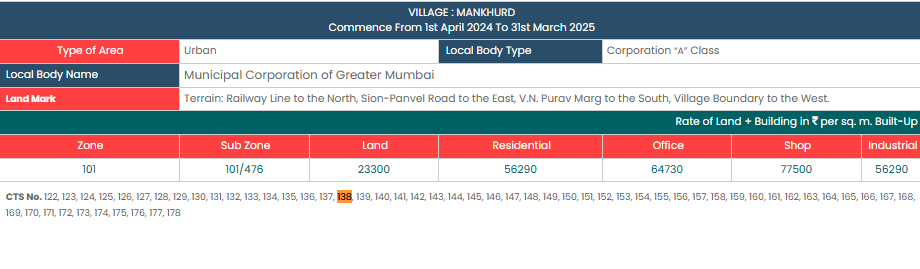 VILLAGE : MANKHURD
Commence From 1st April 2024 To 31st March 2025
Type of Area Urban Local Body Type Corporation "A" Class
Local Body Name Municipal Corporation of Greater Mumbai
Land Mark Terrain: Railway Line to the North, Sion-Panvel Road to the East, V.N. Purav Marg to the South, Village Boundary to the West.
Rate of Land + Building in ₹ per sq. m. Built-Up
Zone Sub Zone Land Residential Office Shop Industrial
101 101/476 23300 56290 64730 77500 56290
CTS No. 122, 123, 124, 125, 126, 127, 128, 129, 130, 131, 132, 133, 134, 135, 136, 137, 138, 139, 140, 141, 142, 143, 144, 145, 146, 147, 148, 149, 150, 151, 152, 153, 154, 155, 156, 157, 158, 159, 160, 161, 162, 163, 164, 165, 166, 167, 168,
169, 170, 171, 172, 173, 174, 175, 176, 177, 178